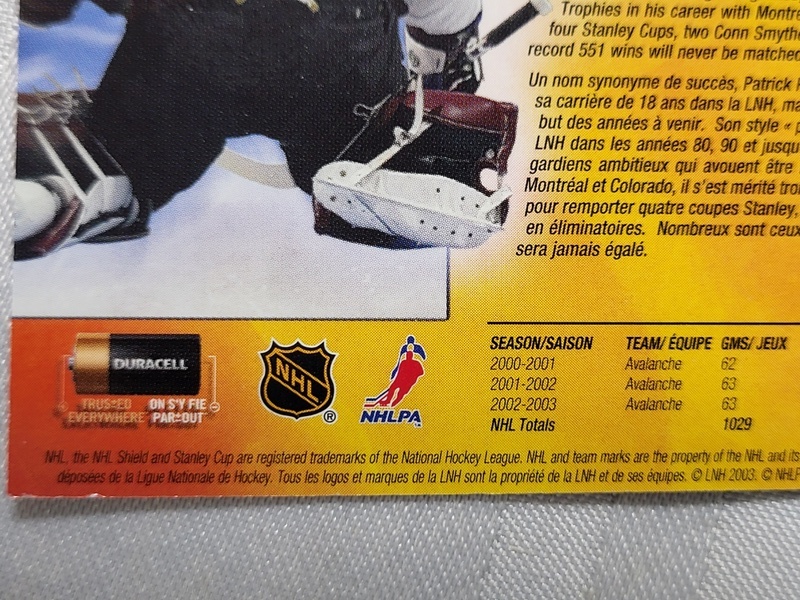 Trophies in his career with Montre
four Stanley Cups, two Conn Smythe
record 551 wins will never be matched
Un nom synonyme de succès, Patrick R
sa carrière de 18 ans dans la LNH, ma
but des années à venir. Son style « p
LNH dans les années 80, 90 et jusqu
gardiens ambitieux qui avouent être
Montréal et Colorado, il s'est mérité tro
pour remporter quatre coupes Stanley,
en éliminatoires. Nombreux sont ceux
sera jamais égalé.
SEASON/SAISON TEAM/ ÉQUIPE GMS/ JEUX
2000-2001 Avalanche 62
2001-2002 Avalanche 63
2002-2003 Avalanche 63
NHL Totals 1029
DURACELL
TRUSTED EVERYWHERE
ON S'Y FIE PARTOUT
NHL
®
NHLPA
NHL, the NHL Shield and Stanley Cup are registered trademarks of the National Hockey League. NHL and team marks are the property of the NHL and its
déposées de la Ligue Nationale de Hockey. Tous les logos et marques de la LNH sont la propriété de la LNH et de ses équipes. © LNH 2003. © NHLP